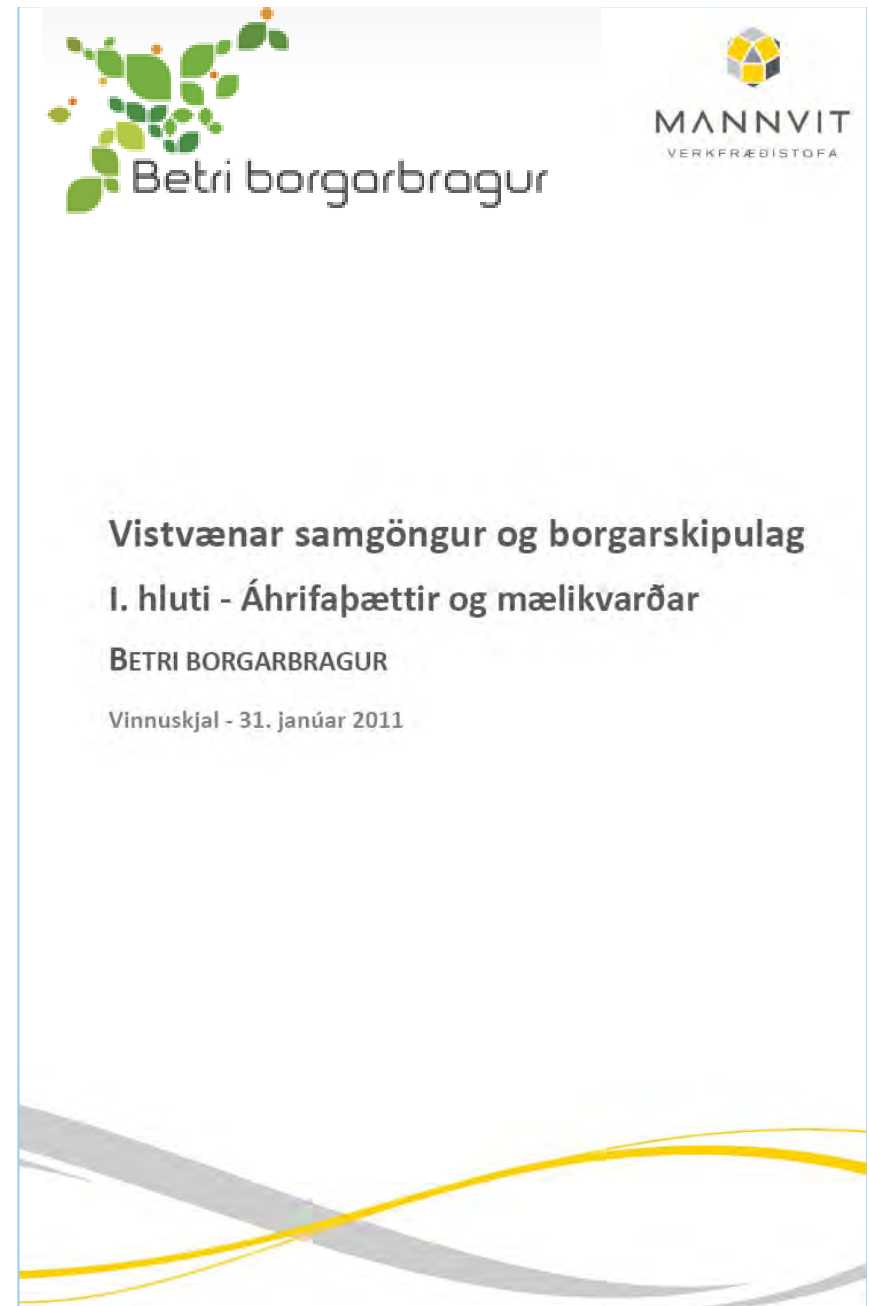 Betri borgarbragur
MANNVIT
VERKFRÆÐISTOFA
Vistvænar samgöngur og borgarskipulag
I. hluti - Áhrifaþættir og mælikvarðar
BETRI BORGARBRAGUR
Vinnuskjal - 31. janúar 2011